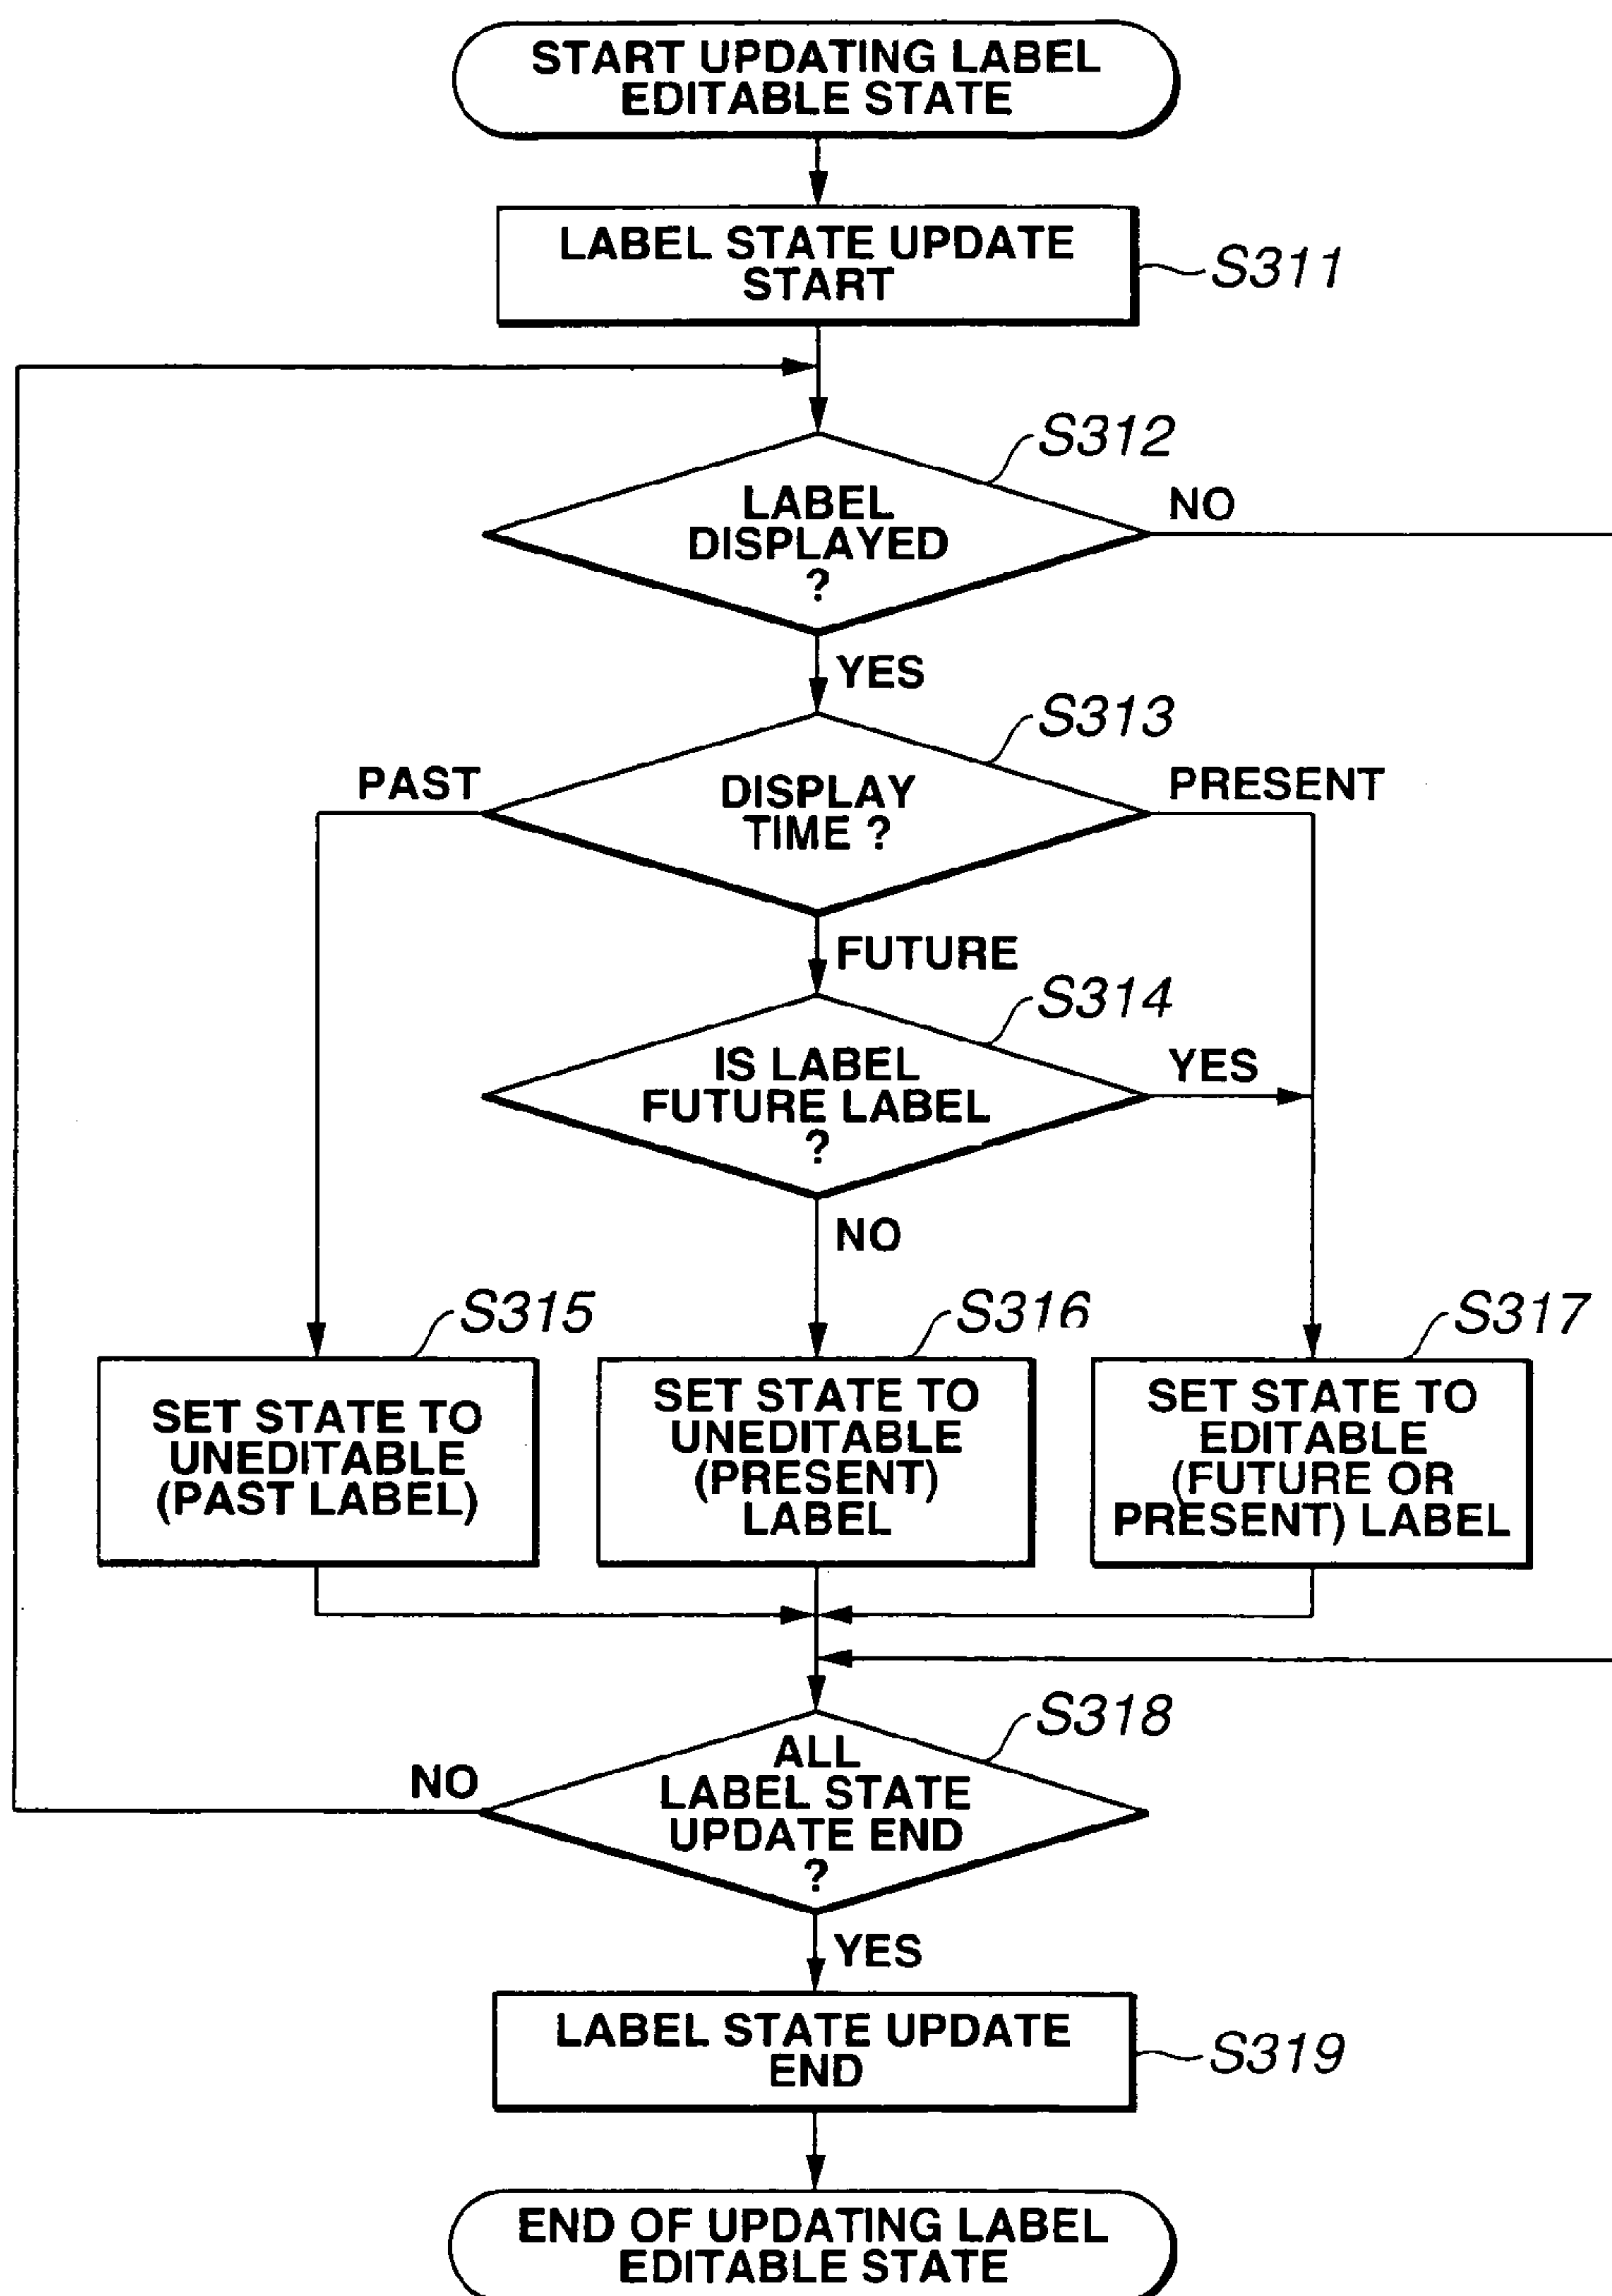 START UPDATING LABEL
EDITABLE STATE
LABEL STATE UPDATE
START
S311
S312
LABEL
DISPLAYED
?
NO
YES
S313
PAST
DISPLAY
TIME ?
PRESENT
FUTURE
S314
IS LABEL
FUTURE LABEL
?
YES
NO
S315
S316
S317
SET STATE TO
UNEDITABLE
(PAST LABEL)
SET STATE TO
UNEDITABLE
(PRESENT)
LABEL
SET STATE TO
EDITABLE
(FUTURE OR
PRESENT) LABEL
S318
NO
ALL
LABEL STATE
UPDATE END
?
YES
LABEL STATE UPDATE
END
S319
END OF UPDATING LABEL
EDITABLE STATE